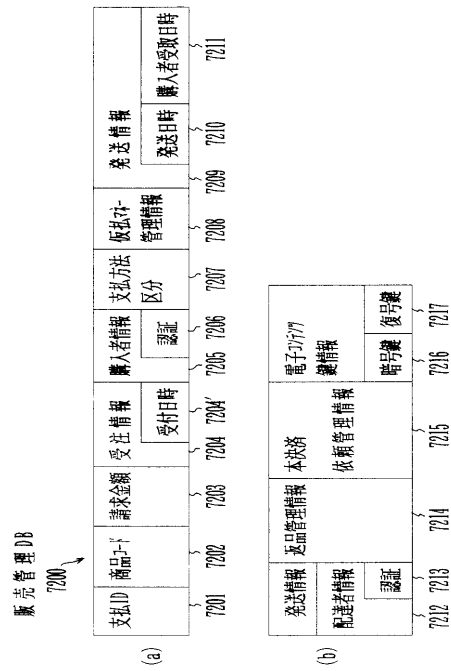 販売管理DB
7200
(a)
支払ID
商品コード
請求金額
受注情報
受付日時
購入者情報
認証
支払方法
区分
仮払マネー
管理情報
発送情報
発送日時
購入者受取日時
7201
7202
7203
7204
7204'
7205
7206
7207
7208
7209
7210
7211
(b)
発送情報
配達者情報
認証
返品管理情報
本決済
依頼管理情報
電子コンテンツ
鍵情報
暗号鍵
復号鍵
7212
7213
7214
7215
7216
7217